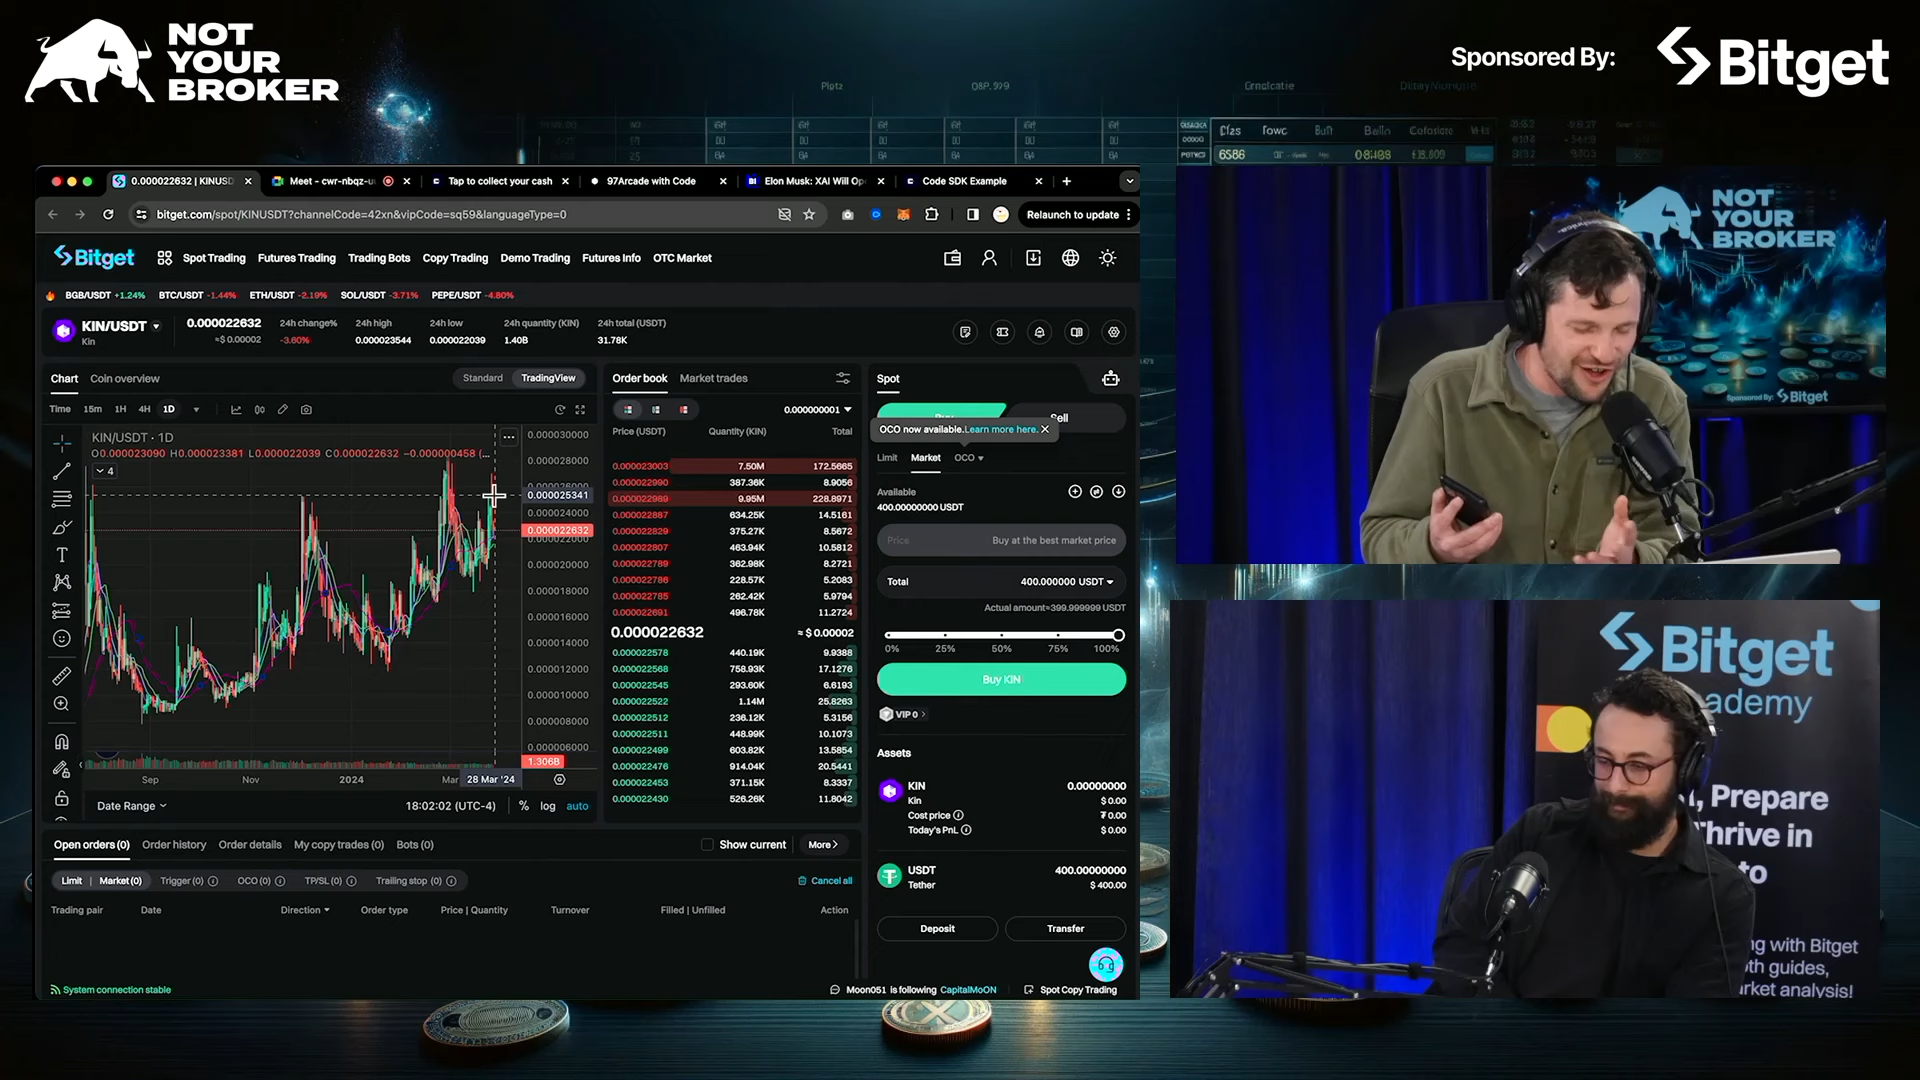 NOT
YOUR
BROKER
Sponsored By:
Bitget
0.000022632 | KINUSD
Meet - cwr-nbqz-u
Tap to collect your cash
97Arcade with Code
Elon Musk: XAI Will Op
Code SDK Example
bitget.com/spot/KINUSDT?channelCode=42xn&vipCode=sq59&languageType=0
Relaunch to update
Bitget
Spot Trading
Futures Trading
Trading Bots
Copy Trading
Demo Trading
Futures Info
OTC Market
BGB/USDT +1.24%
BTC/USDT -1.44%
ETH/USDT -2.19%
SOL/USDT -3.71%
PEPE/USDT -4.80%
KIN/USDT
Kin
0.000022632
≈$ 0.00002
24h change%
-3.60%
24h high
0.000023544
24h low
0.000022039
24h quantity (KIN)
1.40B
24h total (USDT)
31.78K
Chart
Coin overview
Standard
TradingView
Time 15m 1H 4H 1D
KIN/USDT · 1D
O0.000023090 H0.000023381 L0.000022039 C0.000022632 −0.000000458 (...
4
0.000030000
0.000028000
0.000025341
0.000024000
0.000022632
0.000022000
0.000020000
0.000018000
0.000016000
0.000014000
0.000012000
0.000010000
0.000008000
0.000006000
1.306B
Sep
Nov
2024
Mar
28 Mar '24
Date Range
18:02:02 (UTC-4)
%
log
auto
Order book
Market trades
0.000000001
Price (USDT) Quantity (KIN) Total
0.000023003 7.50M 172.5665
0.000022990 387.36K 8.9056
0.000022989 9.95M 228.8971
0.000022887 634.25K 14.5161
0.000022829 375.27K 8.5672
0.000022807 463.94K 10.5812
0.000022789 362.98K 8.2721
0.000022786 228.57K 5.2083
0.000022785 262.42K 5.9794
0.000022691 496.78K 11.2724
0.000022632 ≈ $ 0.00002
0.000022578 440.19K 9.9388
0.000022568 758.93K 17.1276
0.000022545 293.60K 6.6193
0.000022522 1.14M 25.8263
0.000022512 236.12K 5.3156
0.000022511 448.99K 10.1073
0.000022499 603.82K 13.5854
0.000022476 914.04K 20.5441
0.000022453 371.15K 8.3337
0.000022430 526.26K 11.8042
Spot
Buy
Sell
OCO now available. Learn more here.
Limit
Market
OCO
Available
400.00000000 USDT
Price
Buy at the best market price
Total
400.000000 USDT
Actual amount≈399.999999 USDT
0% 25% 50% 75% 100%
Buy KIN
VIP 0
Assets
KIN 0.00000000
Kin $ 0.00
Cost price ₮ 0.00
Today's PnL $ 0.00
USDT 400.00000000
Tether $ 400.00
Deposit
Transfer
Open orders (0)
Order history
Order details
My copy trades (0)
Bots (0)
Show current
More
Limit | Market(0)
Trigger (0)
OCO (0)
TP/SL (0)
Trailing stop (0)
Cancel all
Trading pair
Date
Direction
Order type
Price | Quantity
Turnover
Filled | Unfilled
Action
System connection stable
Moon051 is following CapitalMoON
Spot Copy Trading
NOT
YOUR
BROKER
Sponsored By: Bitget
Bitget
ademy
, Prepare
Thrive in
to
ng with Bitget
th guides,
rket analysis!